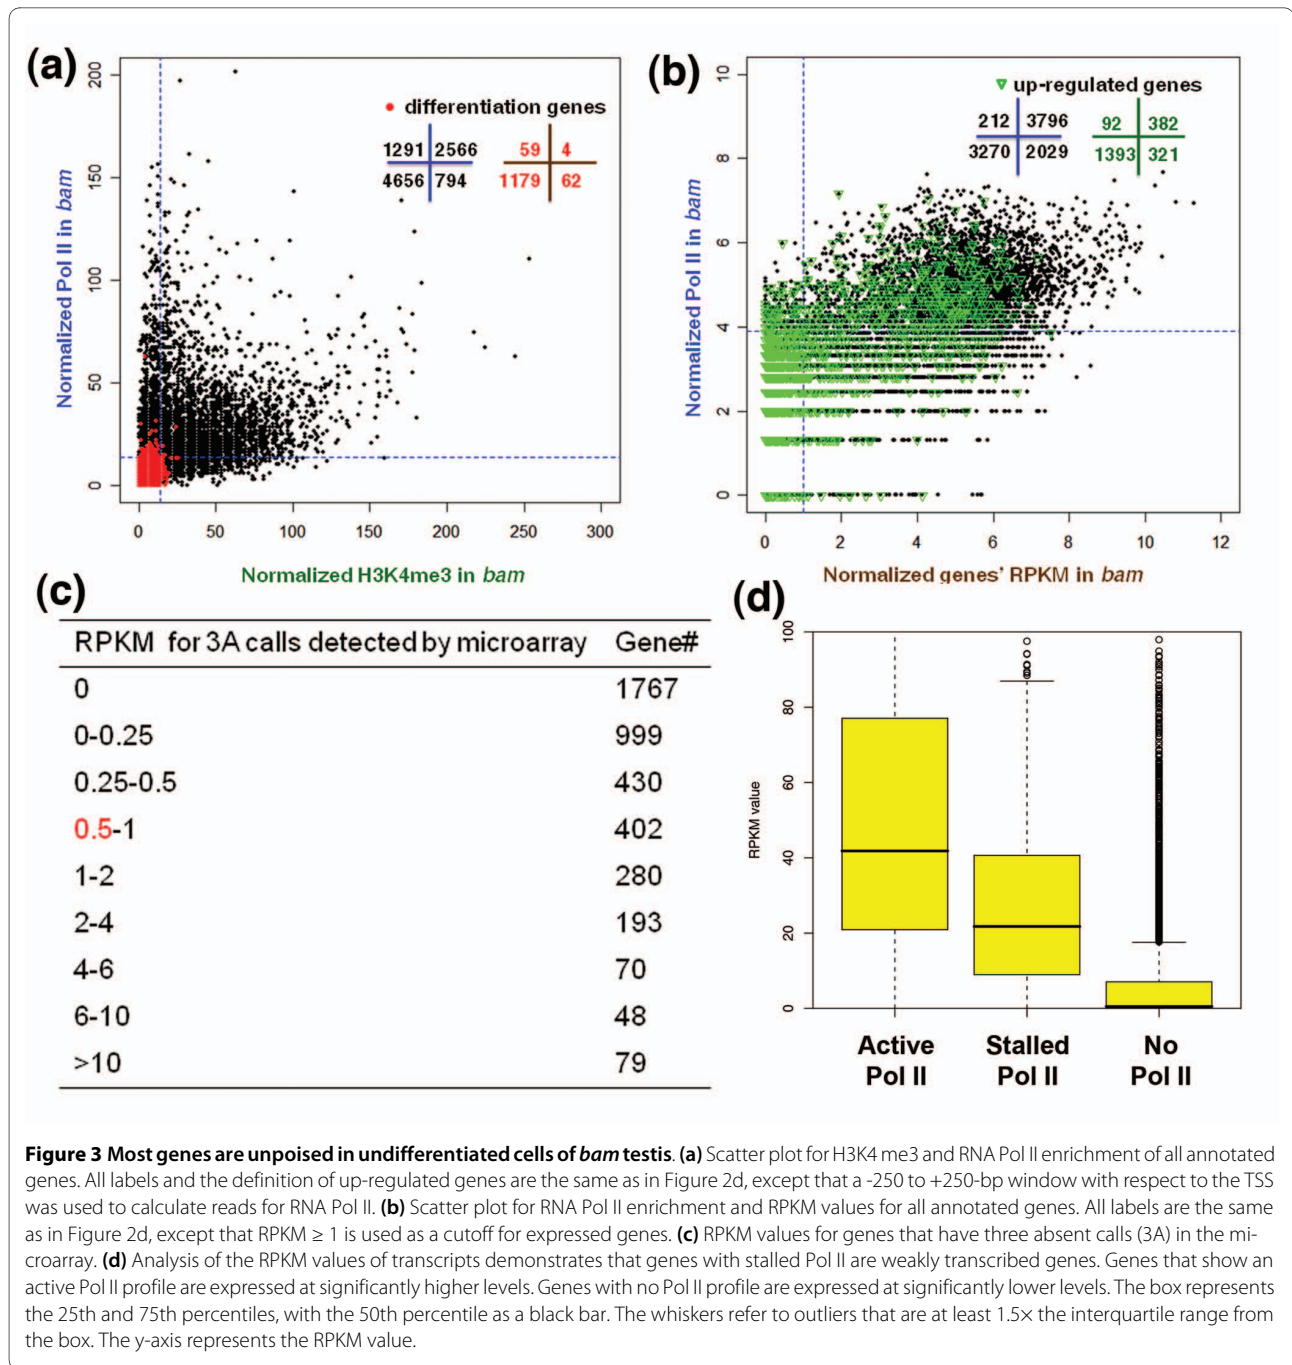 (a)
200
150
100
50
0
Normalized Pol II in bam
differentiation genes
1291 2566
4656 794
59 4
1179 62
0 50 100 150 200 250 300
Normalized H3K4me3 in bam
(b)
10
8
6
4
2
0
Normalized Pol II in bam
up-regulated genes
212 3796
3270 2029
92 382
1393 321
0 2 4 6 8 10 12
Normalized genes' RPKM in bam
(c)
RPKM for 3A calls detected by microarray Gene#
0 1767
0-0.25 999
0.25-0.5 430
0.5-1 402
1-2 280
2-4 193
4-6 70
6-10 48
>10 79
(d)
100
80
60
40
20
0
RPKM value
Active Stalled No
Pol II Pol II Pol II
Figure 3 Most genes are unpoised in undifferentiated cells of bam testis. (a) Scatter plot for H3K4 me3 and RNA Pol II enrichment of all annotated
genes. All labels and the definition of up-regulated genes are the same as in Figure 2d, except that a -250 to +250-bp window with respect to the TSS
was used to calculate reads for RNA Pol II. (b) Scatter plot for RNA Pol II enrichment and RPKM values for all annotated genes. All labels are the same
as in Figure 2d, except that RPKM ≥ 1 is used as a cutoff for expressed genes. (c) RPKM values for genes that have three absent calls (3A) in the mi-
croarray. (d) Analysis of the RPKM values of transcripts demonstrates that genes with stalled Pol II are weakly transcribed genes. Genes that show an
active Pol II profile are expressed at significantly higher levels. Genes with no Pol II profile are expressed at significantly lower levels. The box represents
the 25th and 75th percentiles, with the 50th percentile as a black bar. The whiskers refer to outliers that are at least 1.5× the interquartile range from
the box. The y-axis represents the RPKM value.